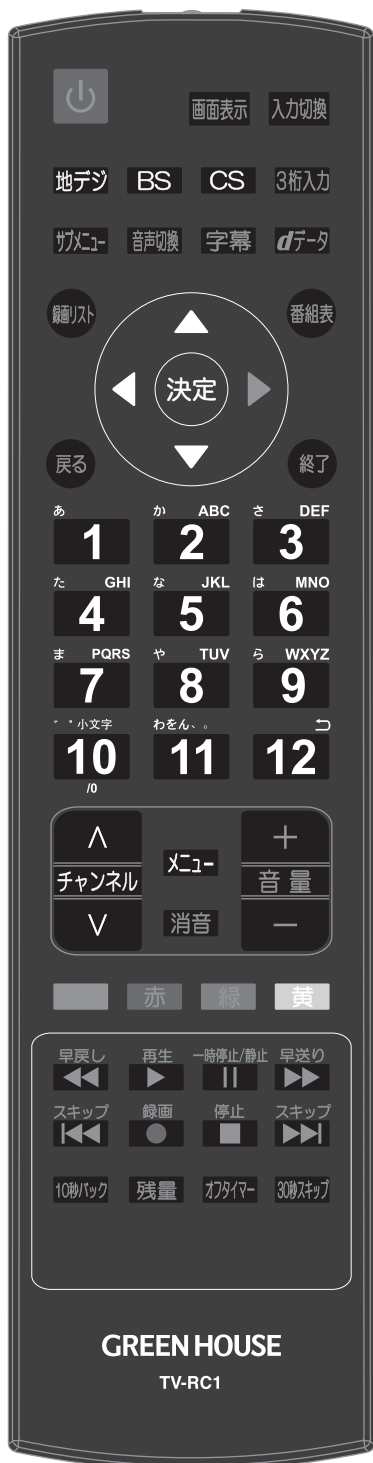 画面表示 入力切換
地デジ BS CS 3桁入力
サブメニュー 音声切換 字幕 dデータ
録画リスト 番組表
決定
戻る 終了
あ か ABC さ DEF
1 2 3
た GHI な JKL は MNO
4 5 6
ま PQRS や TUV ら WXYZ
7 8 9
゛゜小文字 わをん、。
10 11 12
/0
チャンネル メニュー 音量
消音
赤 緑 黄
早戻し 再生 一時停止/静止 早送り
スキップ 録画 停止 スキップ
10秒バック 残量 オフタイマー 30秒スキップ
GREEN HOUSE
TV-RC1